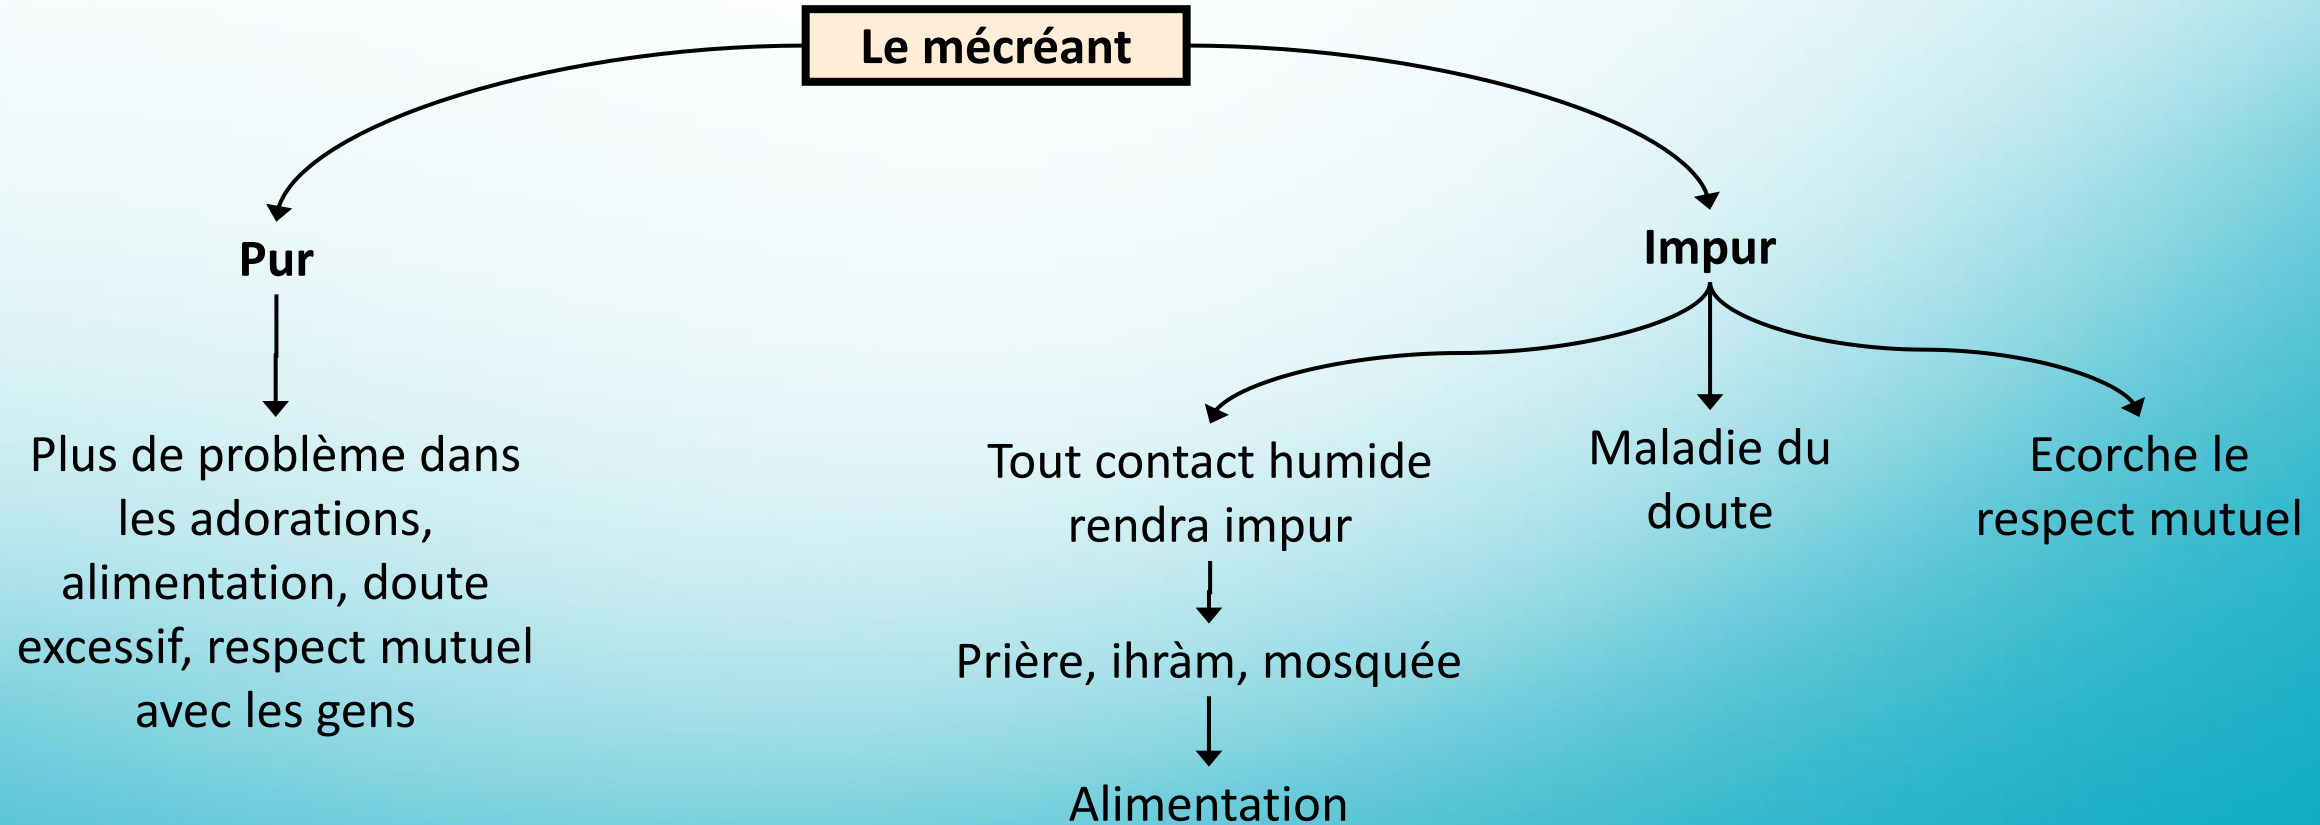 Le mécréant
Pur
Plus de problème dans
les adorations,
alimentation, doute
excessif, respect mutuel
avec les gens
Impur
Tout contact humide
rendra impur
Prière, ihràm, mosquée
Alimentation
Maladie du
doute
Ecorche le
respect mutuel